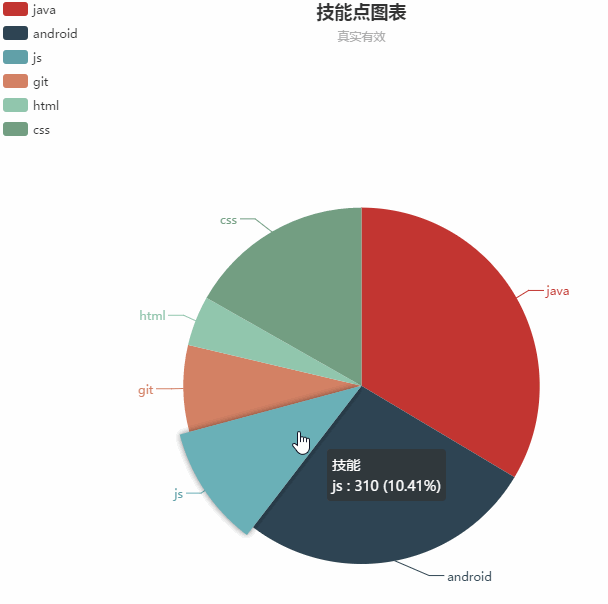 技能点图表
真实有效
java
android
js
git
html
css
css
java
html
git
技能
js : 310 (10.41%)
js
android